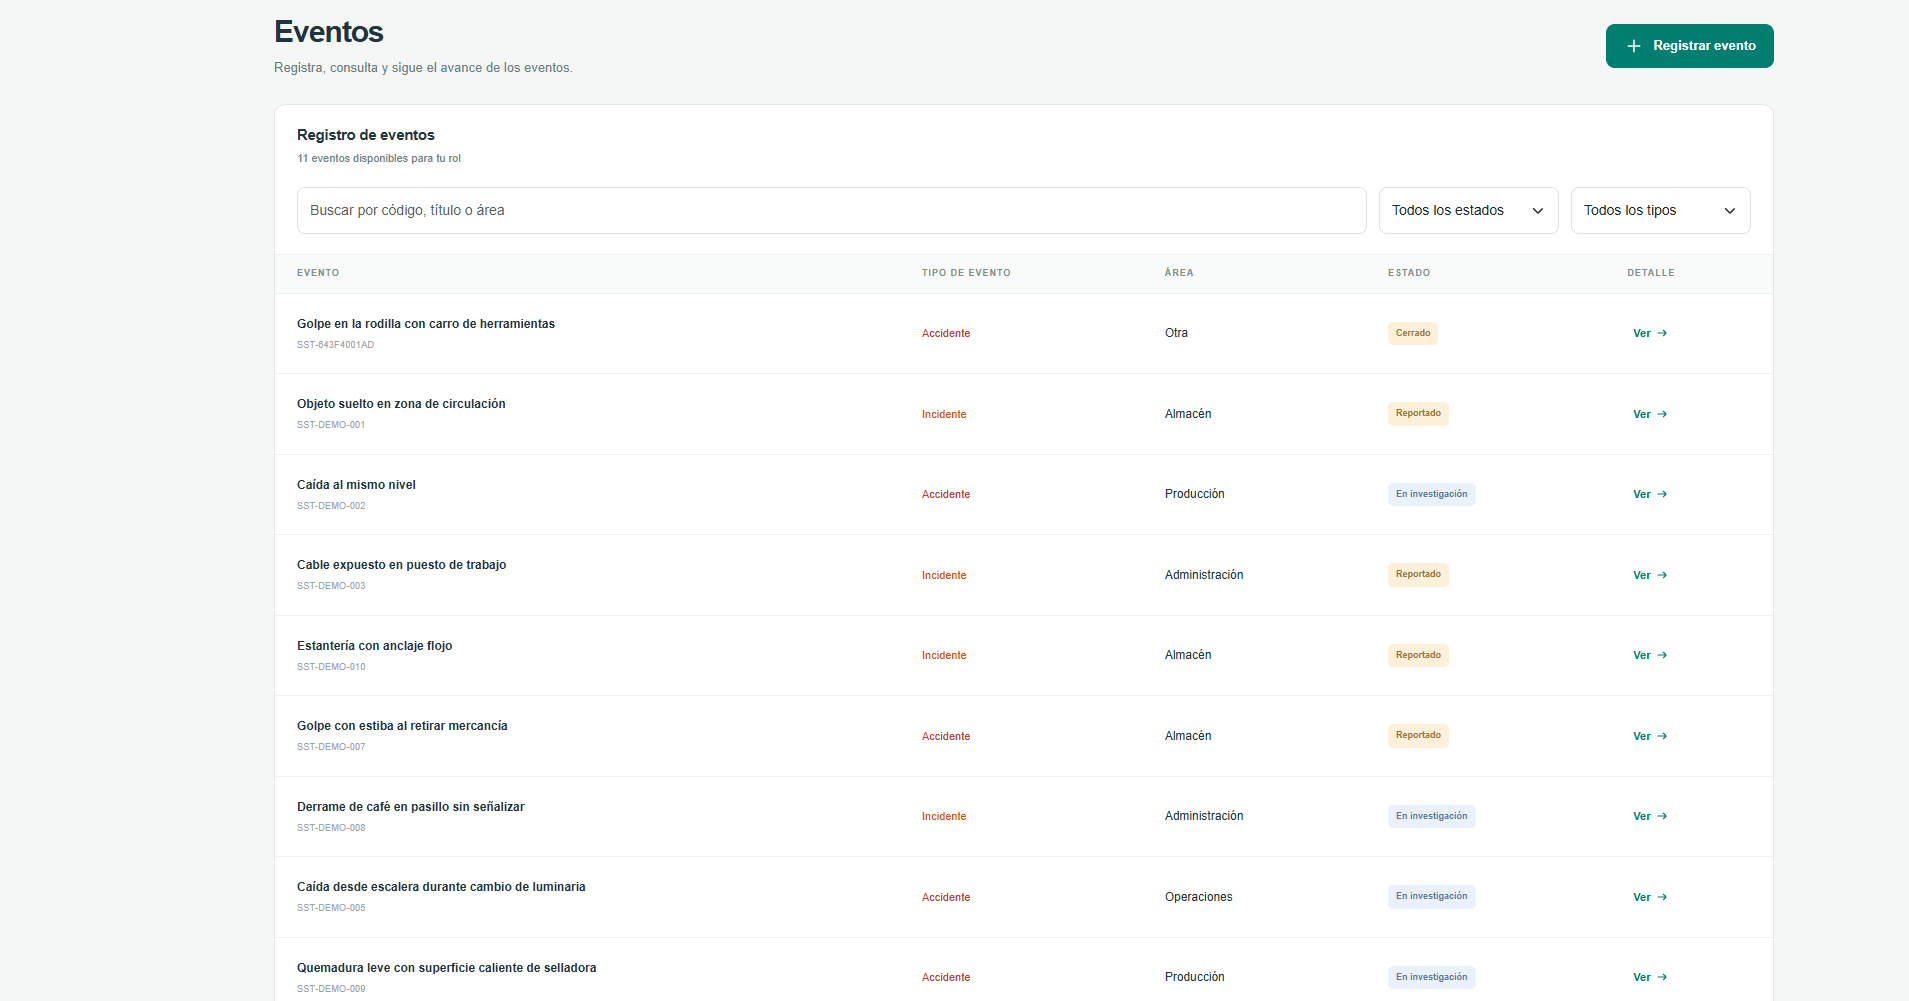 Eventos
Registra, consulta y sigue el avance de los eventos.
Registrar evento
Registro de eventos
11 eventos disponibles para tu rol
Buscar por código, título o área
Todos los estados
Todos los tipos
EVENTO TIPO DE EVENTO ÁREA ESTADO DETALLE
Golpe en la rodilla con carro de herramientas
SST-643F4001AD
Accidente Otra Cerrado Ver
Objeto suelto en zona de circulación
SST-DEMO-001
Incidente Almacén Reportado Ver
Caída al mismo nivel
SST-DEMO-002
Accidente Producción En investigación Ver
Cable expuesto en puesto de trabajo
SST-DEMO-003
Incidente Administración Reportado Ver
Estantería con anclaje flojo
SST-DEMO-010
Incidente Almacén Reportado Ver
Golpe con estiba al retirar mercancía
SST-DEMO-007
Accidente Almacén Reportado Ver
Derrame de café en pasillo sin señalizar
SST-DEMO-008
Incidente Administración En investigación Ver
Caída desde escalera durante cambio de luminaria
SST-DEMO-005
Accidente Operaciones En investigación Ver
Quemadura leve con superficie caliente de selladora
SST-DEMO-009
Accidente Producción En investigación Ver